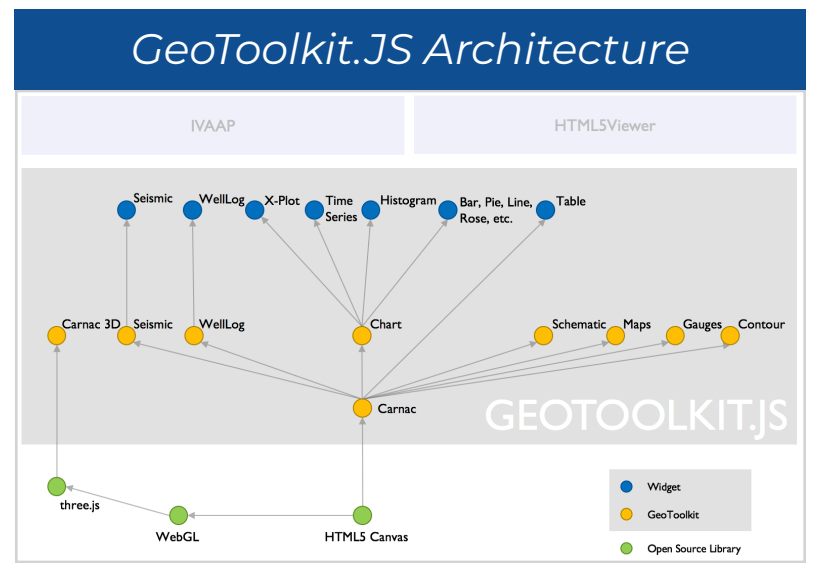 GeoToolkit.JS Architecture
IVAAP
HTML5Viewer
Seismic
WellLog
X-Plot
Time
Series
Histogram
Bar, Pie, Line,
Rose, etc.
Table
Carnac 3D
Seismic
WellLog
Chart
Schematic
Maps
Gauges
Contour
Carnac
GEOTOOLKIT.JS
three.js
WebGL
HTML5 Canvas
Widget
GeoToolkit
Open Source Library